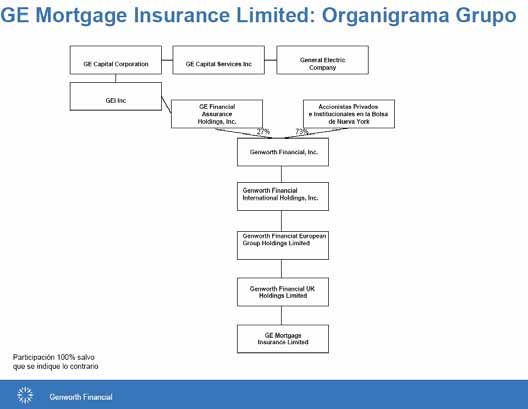 GE Mortgage Insurance Limited: Organigrama Grupo
GE Capital Corporation
GE Capital Services Inc
General Electric
Company
GEI Inc
GE Financial
Assurance
Holdings, Inc.
Accionistas Privados
e Institucionales en la Bolsa
de Nueva York
27%
73%
Genworth Financial, Inc.
Genworth Financial
International Holdings, Inc.
Genworth Financial European
Group Holdings Limited
Genworth Financial UK
Holdings Limited
GE Mortgage
Insurance Limited
Participación 100% salvo
que se indique lo contrario
Genworth Financial